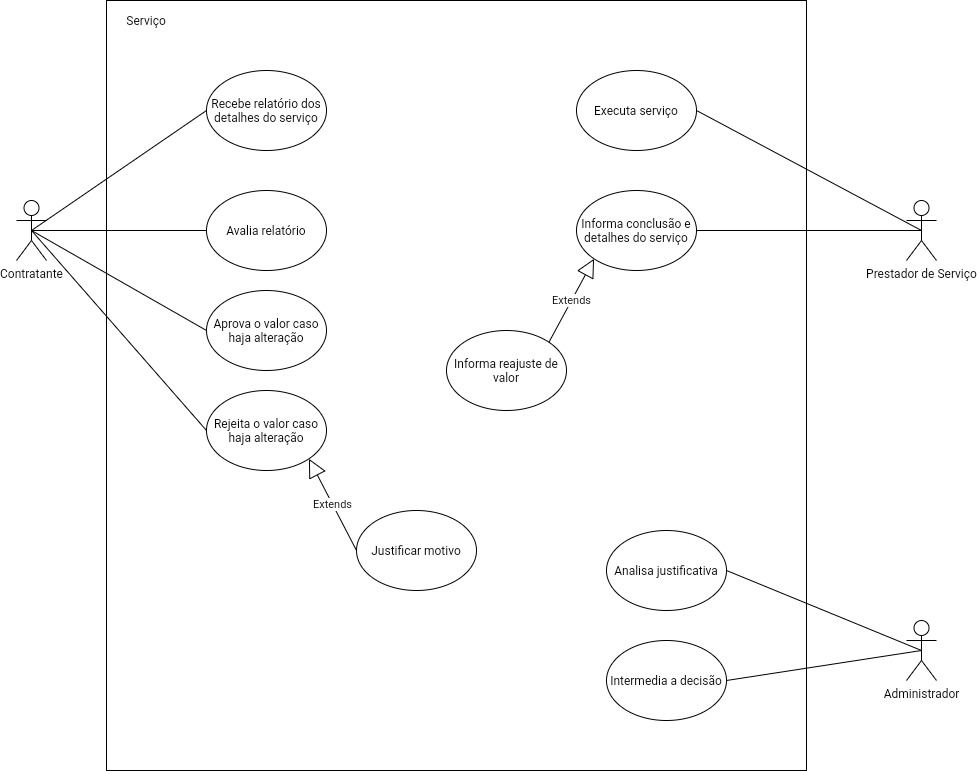 Serviço
Recebe relatório dos
detalhes do serviço
Executa serviço
Avalia relatório
Informa conclusão e
detalhes do serviço
Contratante
Prestador de Serviço
Extends
Aprova o valor caso
haja alteração
Informa reajuste de
valor
Rejeita o valor caso
haja alteração
Extends
Justificar motivo
Analisa justificativa
Intermedia a decisão
Administrador